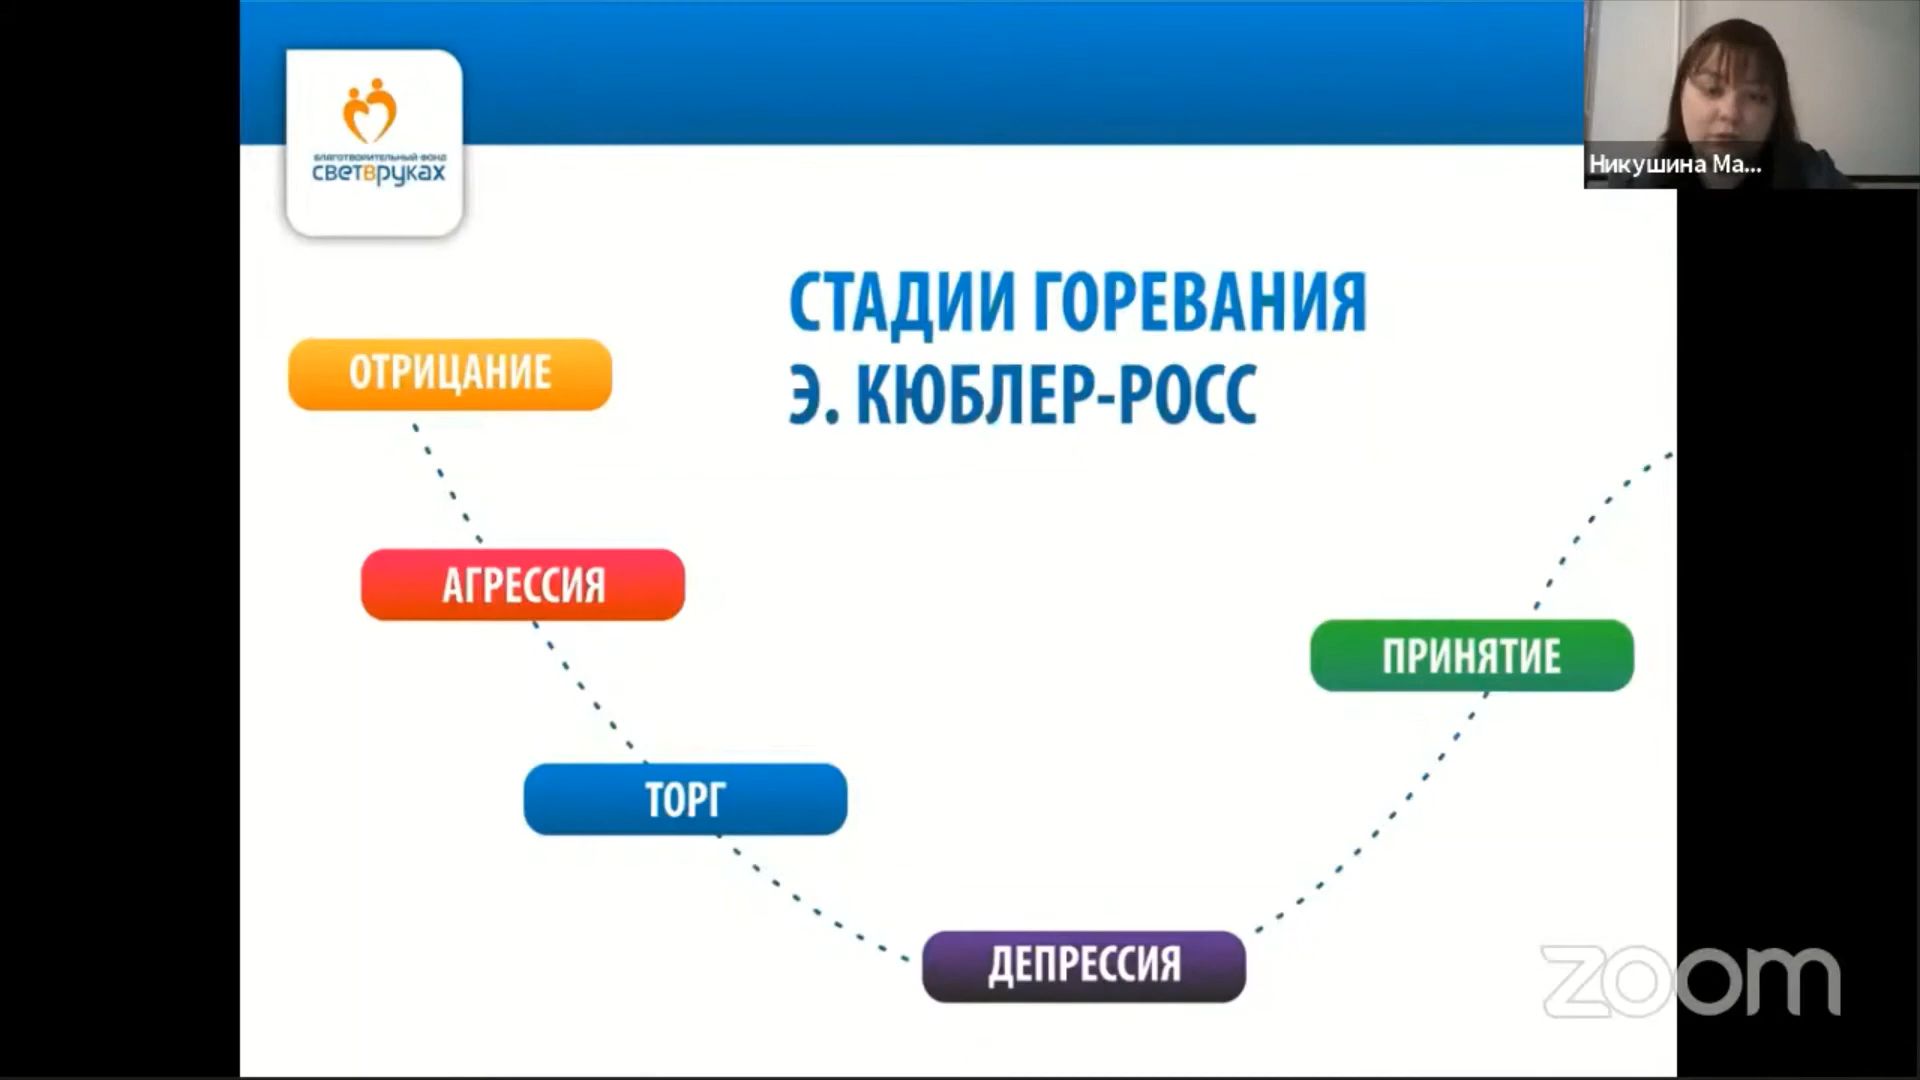 БЛАГОТВОРИТЕЛЬНЫЙ ФОНД
СВЕТВРУКАХ
Никушина Ма...
СТАДИИ ГОРЕВАНИЯ
Э. КЮБЛЕР-РОСС
ОТРИЦАНИЕ
АГРЕССИЯ
ТОРГ
ДЕПРЕССИЯ
ПРИНЯТИЕ
zoom